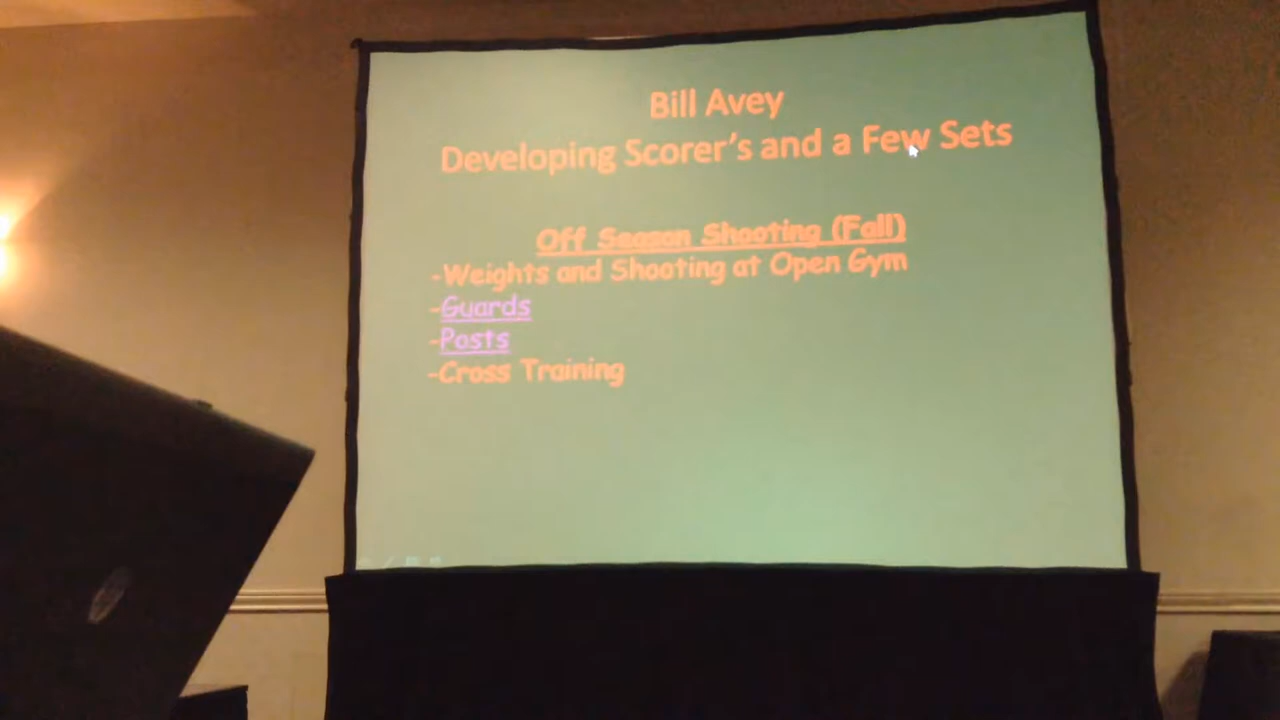 Bill Avey
Developing Scorer's and a Few Sets
Off Season Shooting (Fall)
-Weights and Shooting at Open Gym
-Guards
-Posts
-Cross Training